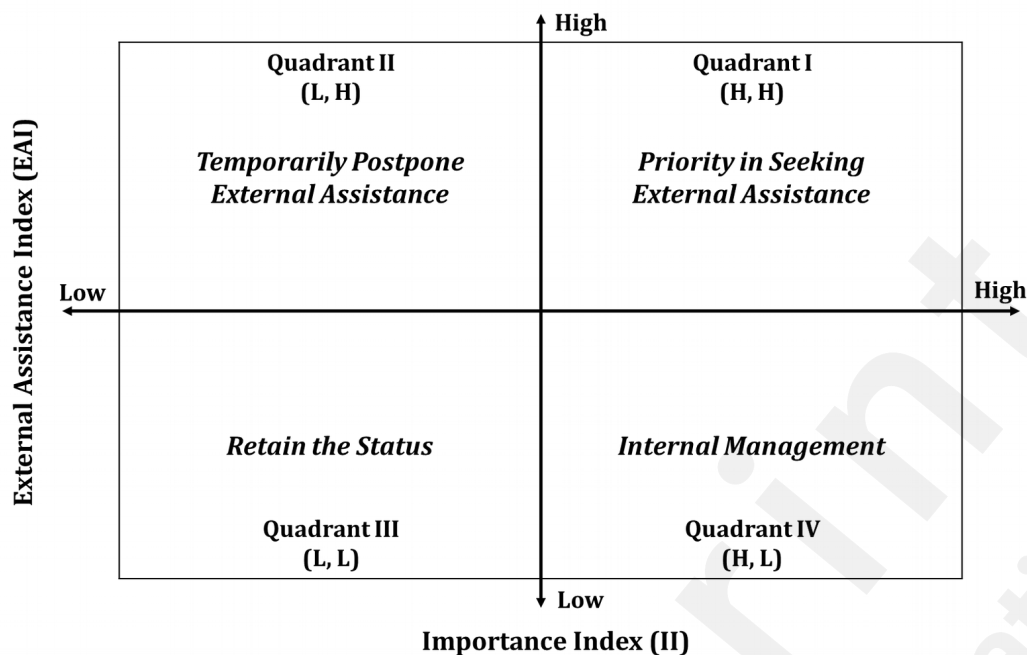 High
Quadrant II
(L, H)
Quadrant I
(H, H)
Temporarily Postpone
External Assistance
Priority in Seeking
External Assistance
External Assistance Index (EAI)
Low
High
Retain the Status
Internal Management
Quadrant III
(L, L)
Quadrant IV
(H, L)
Low
Importance Index (II)
rint